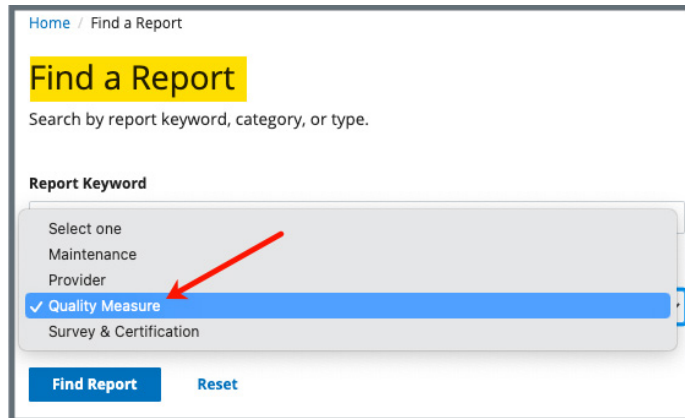 Home / Find a Report
Find a Report
Search by report keyword, category, or type.
Report Keyword
Select one
Maintenance
Provider
✓ Quality Measure
Survey & Certification
Find Report Reset